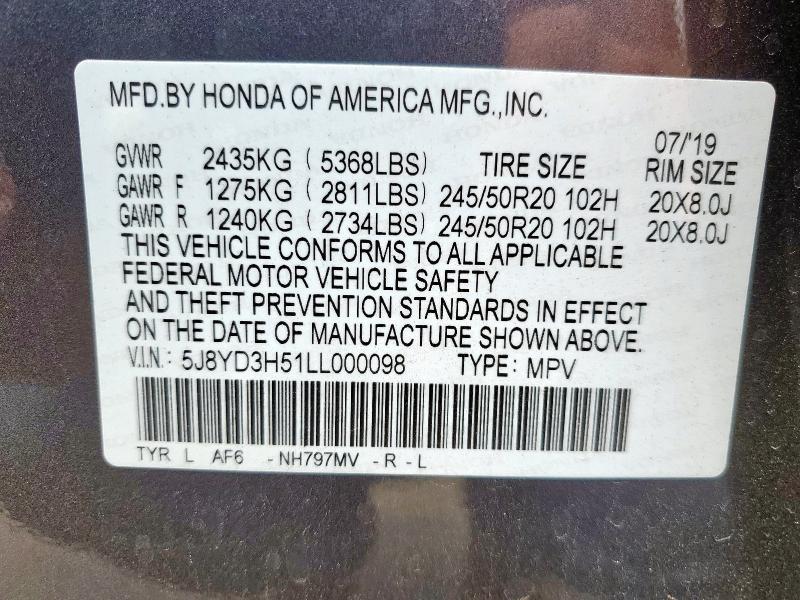 MFD.BY HONDA OF AMERICA MFG.,INC.
07/'19
GVWR 2435KG (5368LBS) TIRE SIZE RIM SIZE
GAWR F 1275KG (2811LBS) 245/50R20 102H 20X8.0J
GAWR R 1240KG (2734LBS) 245/50R20 102H 20X8.0J
THIS VEHICLE CONFORMS TO ALL APPLICABLE
FEDERAL MOTOR VEHICLE SAFETY
AND THEFT PREVENTION STANDARDS IN EFFECT
ON THE DATE OF MANUFACTURE SHOWN ABOVE.
V.I.N.: 5J8YD3H51LL000098 TYPE: MPV
TYR L AF6 -NH797MV -R -L